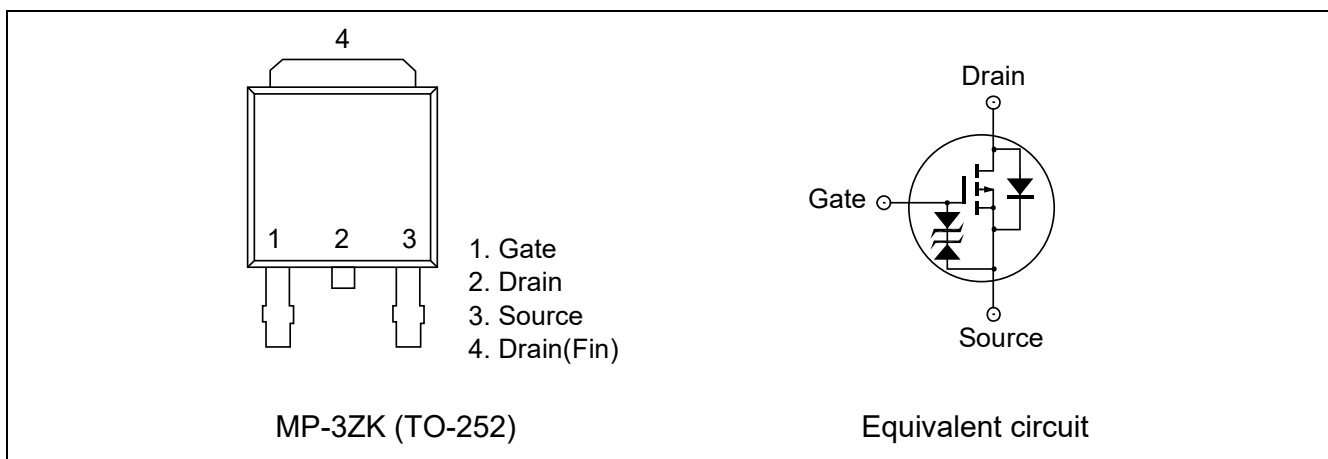 4
1
2
3
1. Gate
2. Drain
3. Source
4. Drain(Fin)
MP-3ZK (TO-252)
Drain
Gate
Source
Equivalent circuit